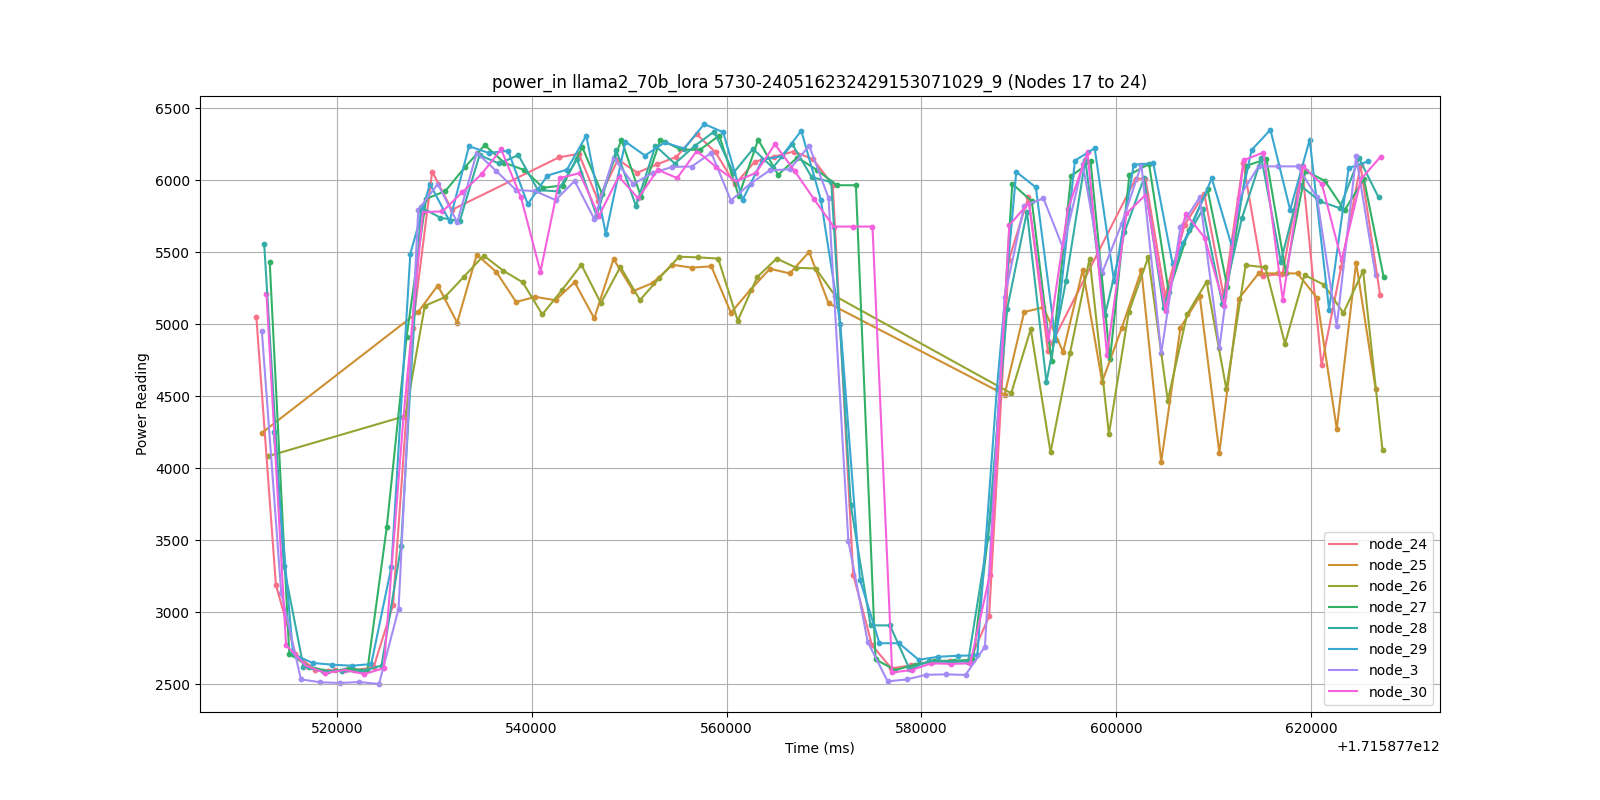 power_in llama2_70b_lora 5730-240516232429153071029_9 (Nodes 17 to 24)
6500
6000
5500
5000
4500
4000
3500
3000
2500
Power Reading
node_24
node_25
node_26
node_27
node_28
node_29
node_3
node_30
520000 540000 560000 580000 600000 620000
Time (ms)
+1.715877e12